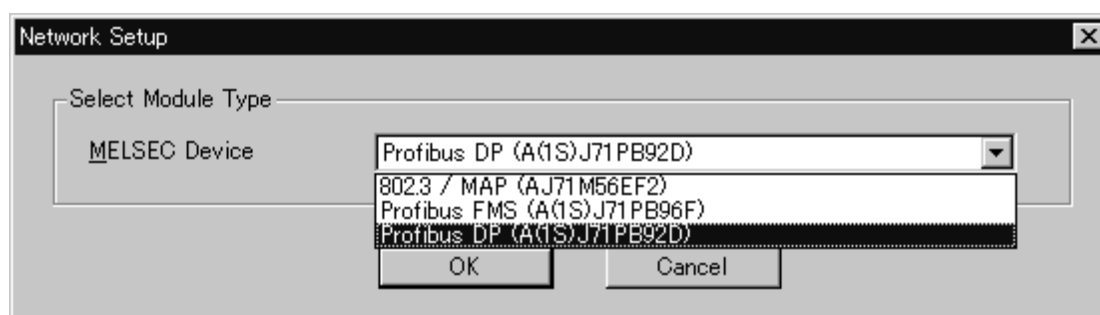 Network Setup
Select Module Type
MELSEC Device
Profibus DP (A(1S)J71PB92D)
802.3 / MAP (AJ71M56EF2)
Profibus FMS (A(1S)J71PB96F)
Profibus DP (A(1S)J71PB92D)
OK Cancel